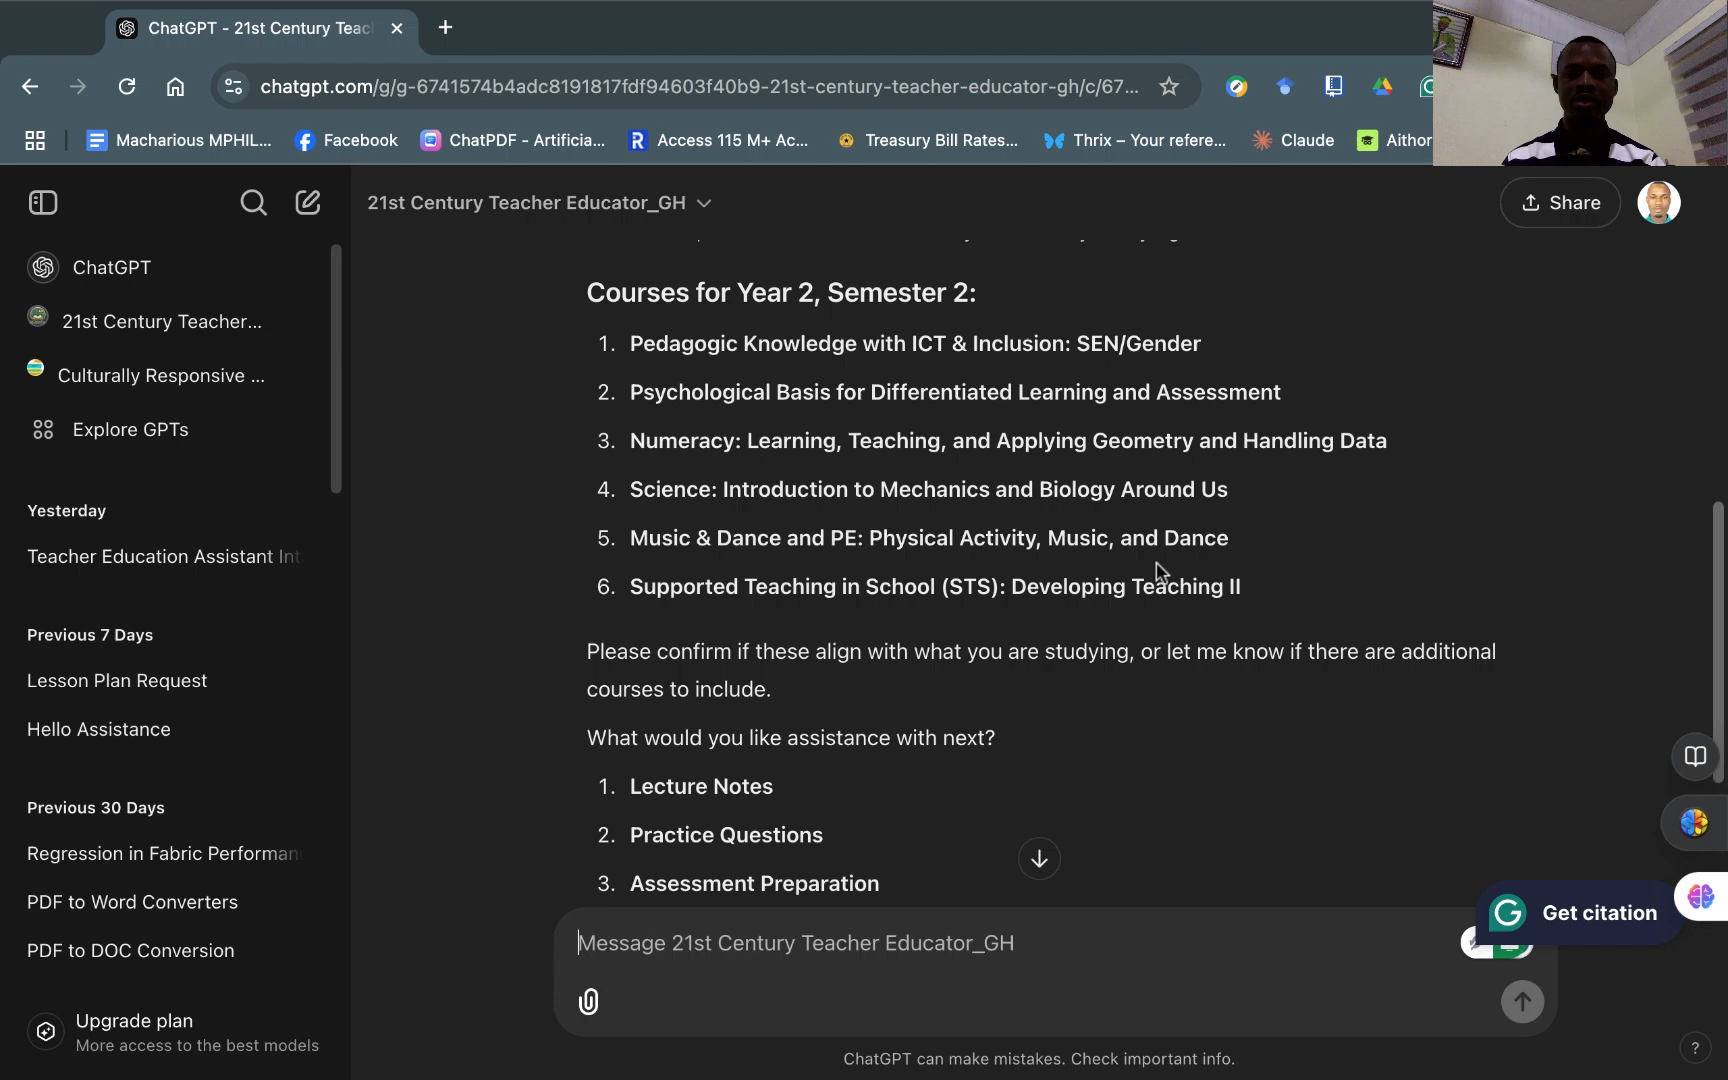 ChatGPT - 21st Century Teac
chatgpt.com/g/g-6741574b4adc8191817fdf94603f40b9-21st-century-teacher-educator-gh/c/67...
Macharious MPHIL...
Facebook
ChatPDF - Artificia...
Access 115 M+ Ac...
Treasury Bill Rates...
Thrix – Your refere...
Claude
Aithor
21st Century Teacher Educator_GH
Share
ChatGPT
21st Century Teacher...
Culturally Responsive ...
Explore GPTs
Yesterday
Teacher Education Assistant Int
Previous 7 Days
Lesson Plan Request
Hello Assistance
Previous 30 Days
Regression in Fabric Performan
PDF to Word Converters
PDF to DOC Conversion
Upgrade plan
More access to the best models
Courses for Year 2, Semester 2:
1. Pedagogic Knowledge with ICT & Inclusion: SEN/Gender
2. Psychological Basis for Differentiated Learning and Assessment
3. Numeracy: Learning, Teaching, and Applying Geometry and Handling Data
4. Science: Introduction to Mechanics and Biology Around Us
5. Music & Dance and PE: Physical Activity, Music, and Dance
6. Supported Teaching in School (STS): Developing Teaching II
Please confirm if these align with what you are studying, or let me know if there are additional
courses to include.
What would you like assistance with next?
1. Lecture Notes
2. Practice Questions
3. Assessment Preparation
Get citation
Message 21st Century Teacher Educator_GH
ChatGPT can make mistakes. Check important info.
?